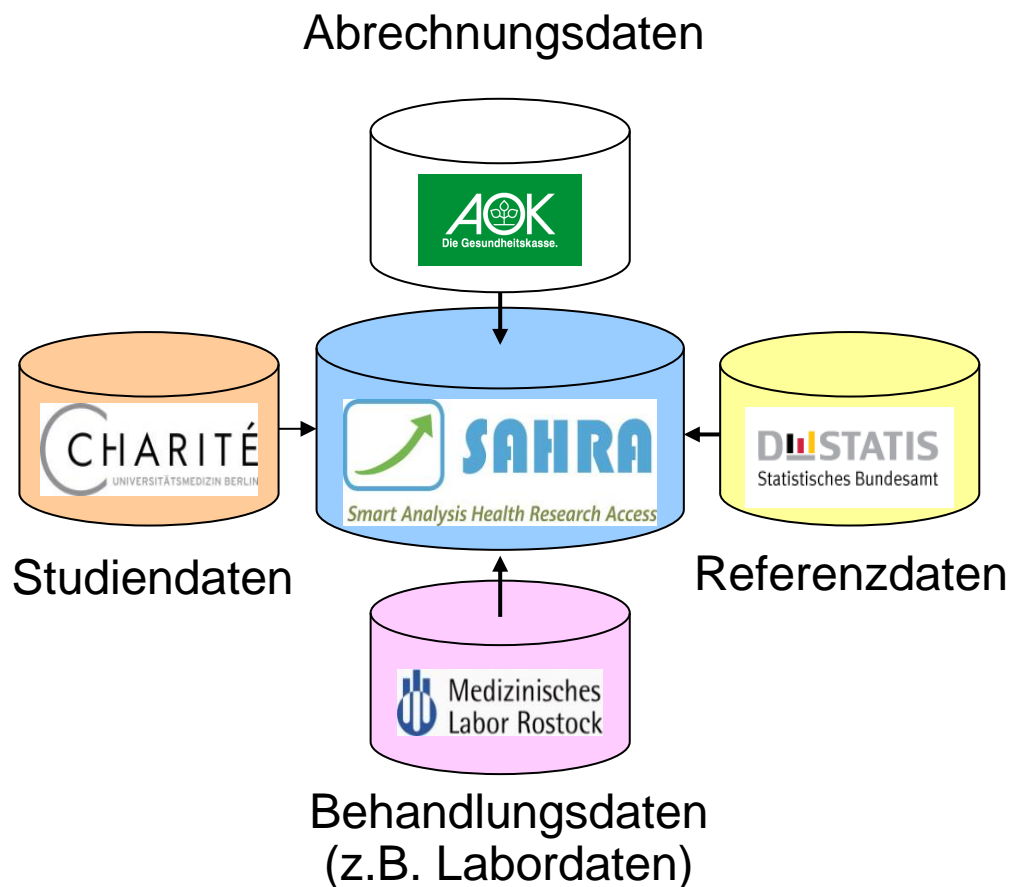 Abrechnungsdaten
AOK
Die Gesundheitskasse.
CHARITÉ
UNIVERSITÄTSMEDIZIN BERLIN
SAHRA
Smart Analysis Health Research Access
DESTATIS
Statistisches Bundesamt
Studiendaten
Referenzdaten
Medizinisches
Labor Rostock
Behandlungsdaten
(z.B. Labordaten)